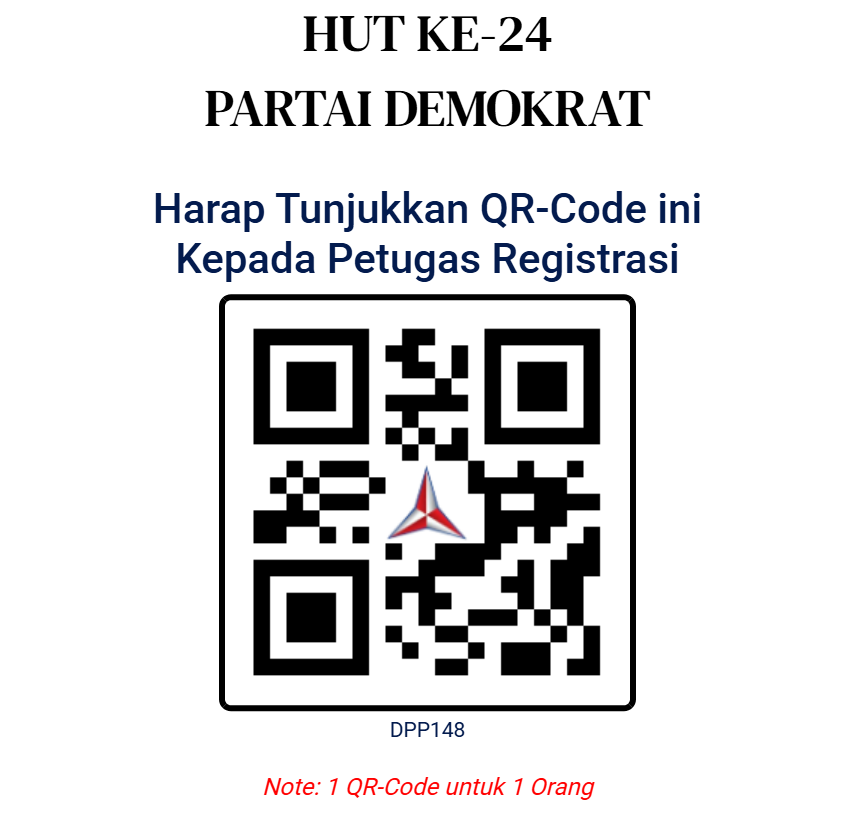 HUT KE-24
PARTAI DEMOKRAT
Harap Tunjukkan QR-Code ini
Kepada Petugas Registrasi
DPP148
Note: 1 QR-Code untuk 1 Orang